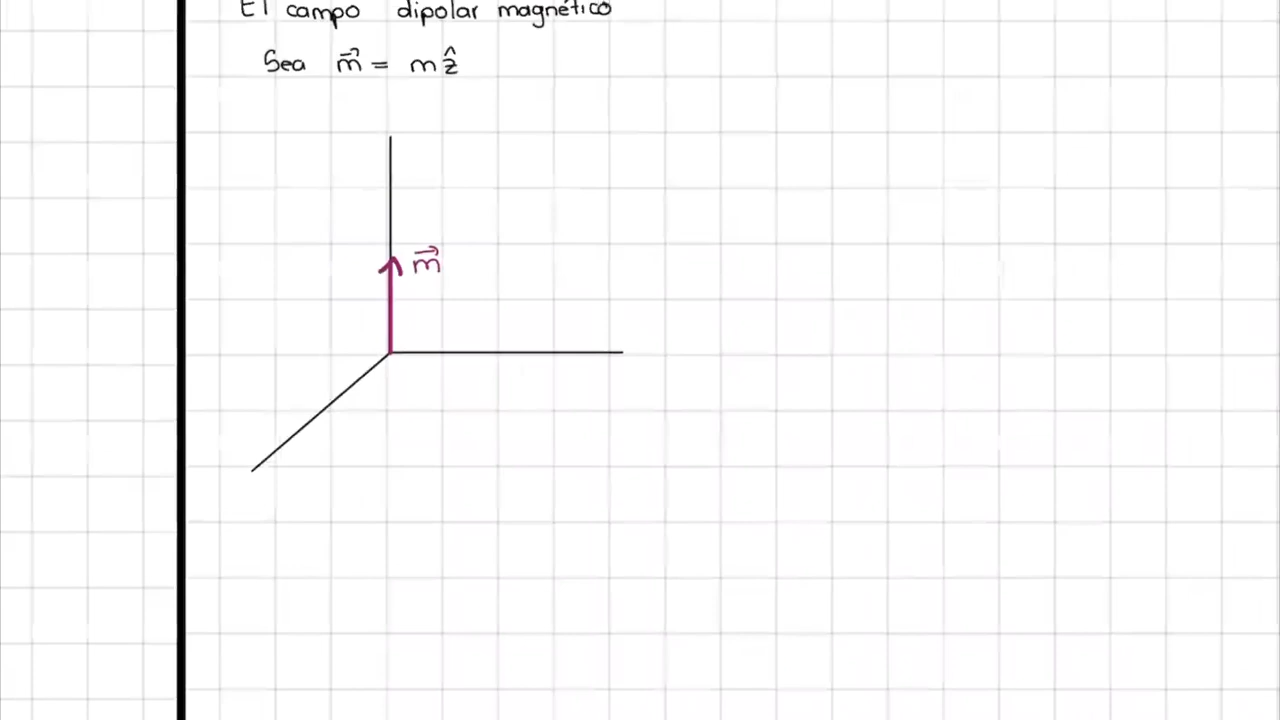 El campo dipolar magnético
Sea m⃗ = m ẑ
m⃗